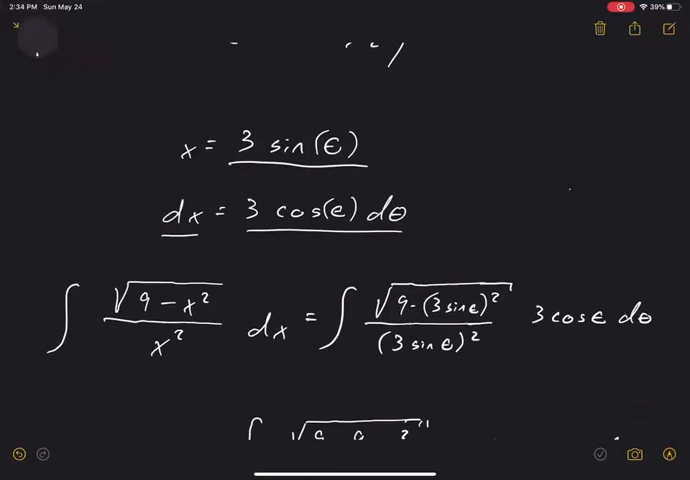 2:34 PM Sun May 24 39%
x = 3 sin(θ)
dx = 3 cos(θ) dθ
∫ √(9 - x²) / x² dx = ∫ √(9 - (3 sin θ)²) / (3 sin θ)² 3 cos θ dθ